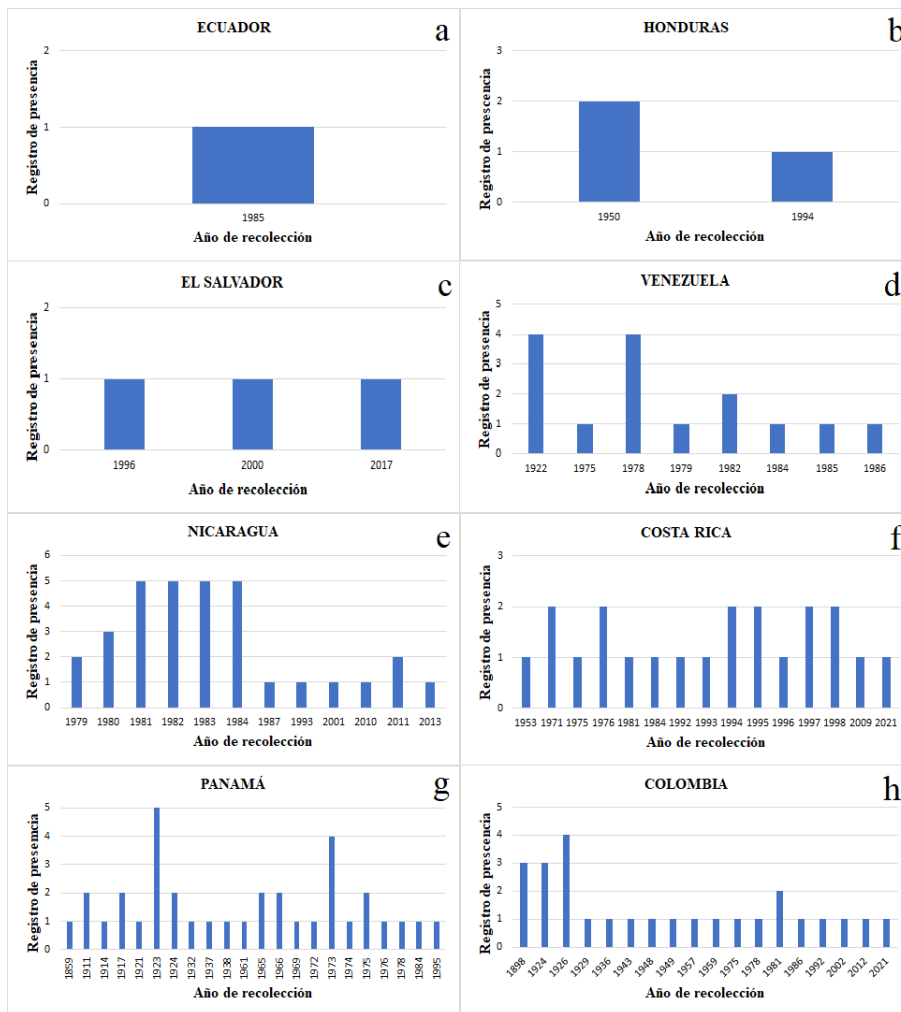 ECUADOR
a
Registro de presencia
2
1
0
1985
Año de recolección
HONDURAS
b
Registro de prescencia
3
2
1
0
1950 1994
Año de recolección
EL SALVADOR
c
Registro de presencia
2
1
0
1996 2000 2017
Año de recolección
VENEZUELA
d
Registro de presencia
5
4
3
2
1
0
1922 1975 1978 1979 1982 1984 1985 1986
Año de recolección
NICARAGUA
e
Registro de presencia
6
5
4
3
2
1
0
1979 1980 1981 1982 1983 1984 1987 1993 2001 2010 2011 2013
Año de recolección
COSTA RICA
f
Registro de presencia
3
2
1
0
1953 1971 1975 1976 1981 1984 1992 1993 1994 1995 1996 1997 1998 2009 2021
Año de recolección
PANAMÁ
g
Registro de presemcia
5
4
3
2
1
0
1859 1911 1914 1917 1921 1923 1924 1932 1937 1938 1961 1965 1966 1969 1972 1973 1974 1975 1976 1978 1984 1995
Año de recolección
COLOMBIA
h
Registro de prescencia
5
4
3
2
1
0
1898 1924 1926 1929 1936 1943 1948 1949 1957 1959 1975 1978 1981 1986 1992 2002 2012 2021
Año de recolección